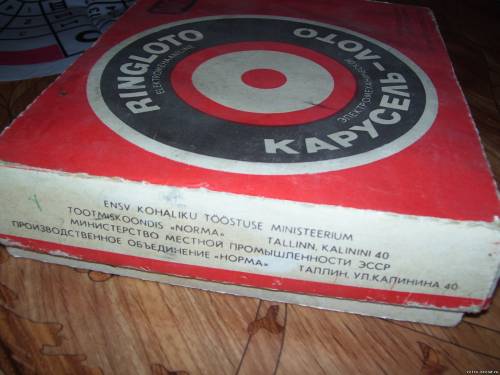 RINGLOTO
ELEKTROMEHAANILINE
КАРУСЕЛЬ-ЛОТО
ЭЛЕКТРОМЕХАНИЧЕСКОЕ
ENSV KOHALIKU TÖÖSTUSE MINISTEERIUM
TOOTMISKOONDIS «NORMA» TALLINN, KALININI 40
МИНИСТЕРСТВО МЕСТНОЙ ПРОМЫШЛЕННОСТИ ЭССР
ПРОИЗВОДСТВЕННОЕ ОБЪЕДИНЕНИЕ «НОРМА» ТАЛЛИН, УЛ.КАЛИНИНА 40